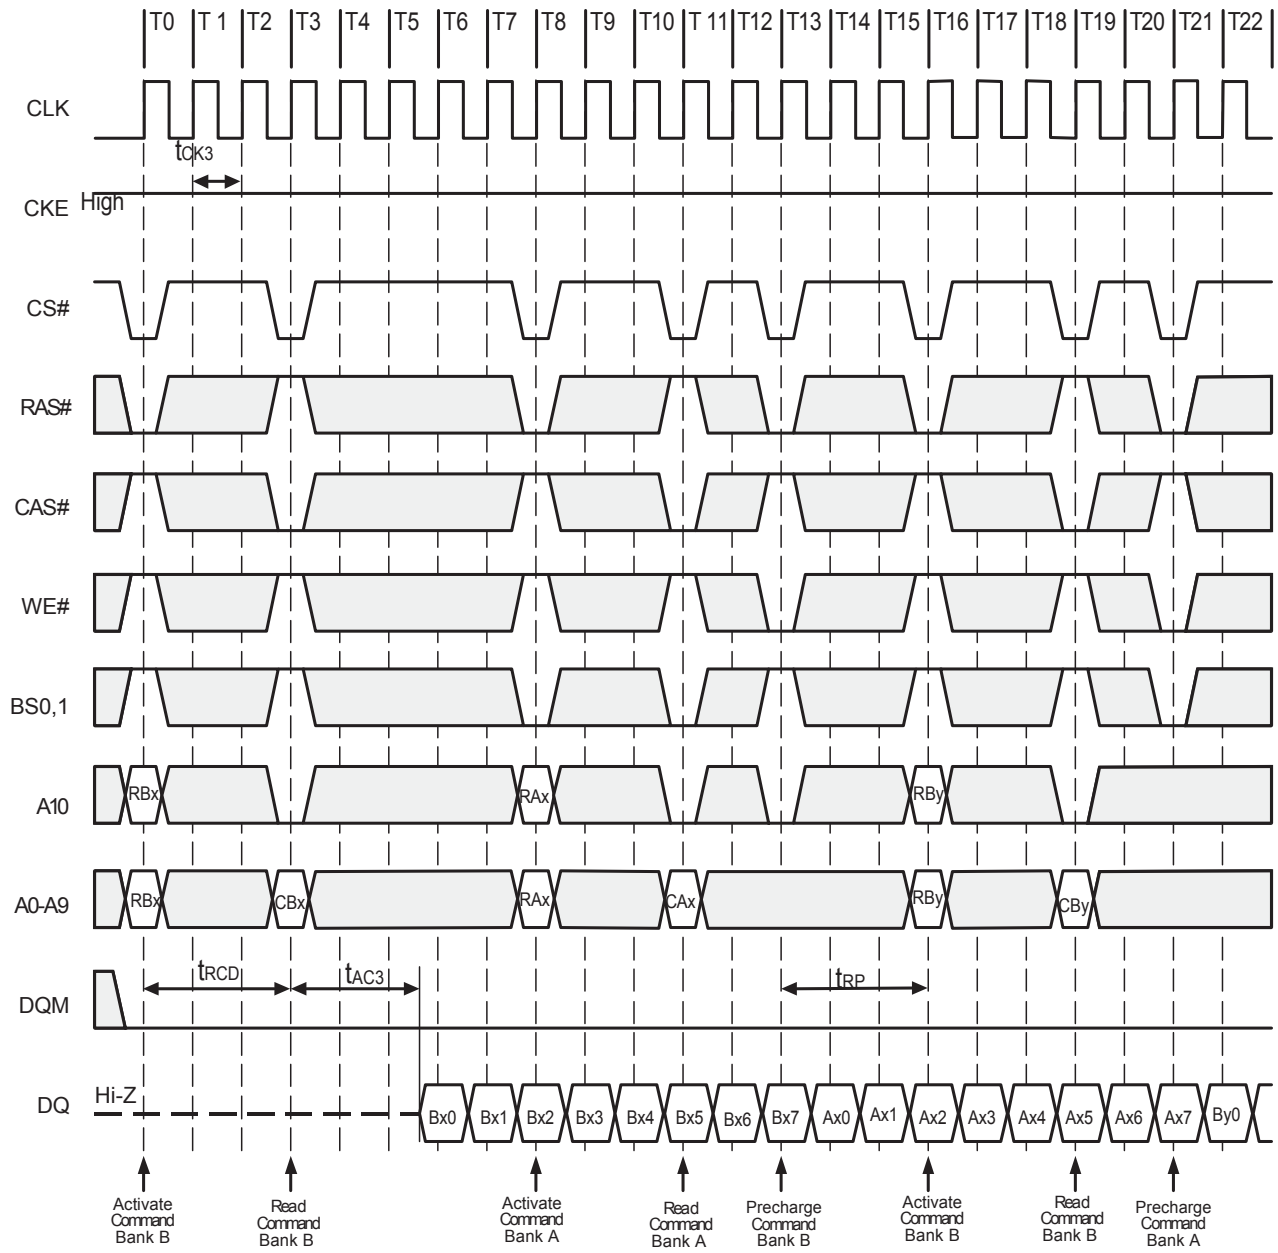 T0 T 1 T2 T3 T4 T5 T6 T7 T8 T9 T10 T 11 T12 T13 T14 T15 T16 T17 T18 T19 T20 T21 T22
CLK
tCK3
CKE High
CS#
RAS#
CAS#
WE#
BS0,1
A10 RBx RAx RBy
A0-A9 RBx CBx RAx CAx RBy CBy
tRCD tAC3 tRP
DQM
Hi-Z
DQ Bx0 Bx1 Bx2 Bx3 Bx4 Bx5 Bx6 Bx7 Ax0 Ax1 Ax2 Ax3 Ax4 Ax5 Ax6 Ax7 By0
Activate
Command
Bank B
Read
Command
Bank B
Activate
Command
Bank A
Read
Command
Bank A
Precharge
Command
Bank B
Activate
Command
Bank B
Read
Command
Bank B
Precharge
Command
Bank A